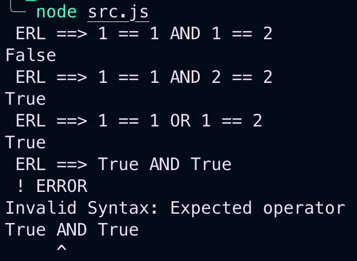 node src.js
ERL ==> 1 == 1 AND 1 == 2
False
ERL ==> 1 == 1 AND 2 == 2
True
ERL ==> 1 == 1 OR 1 == 2
True
ERL ==> True AND True
! ERROR
Invalid Syntax: Expected operator
True AND True
^